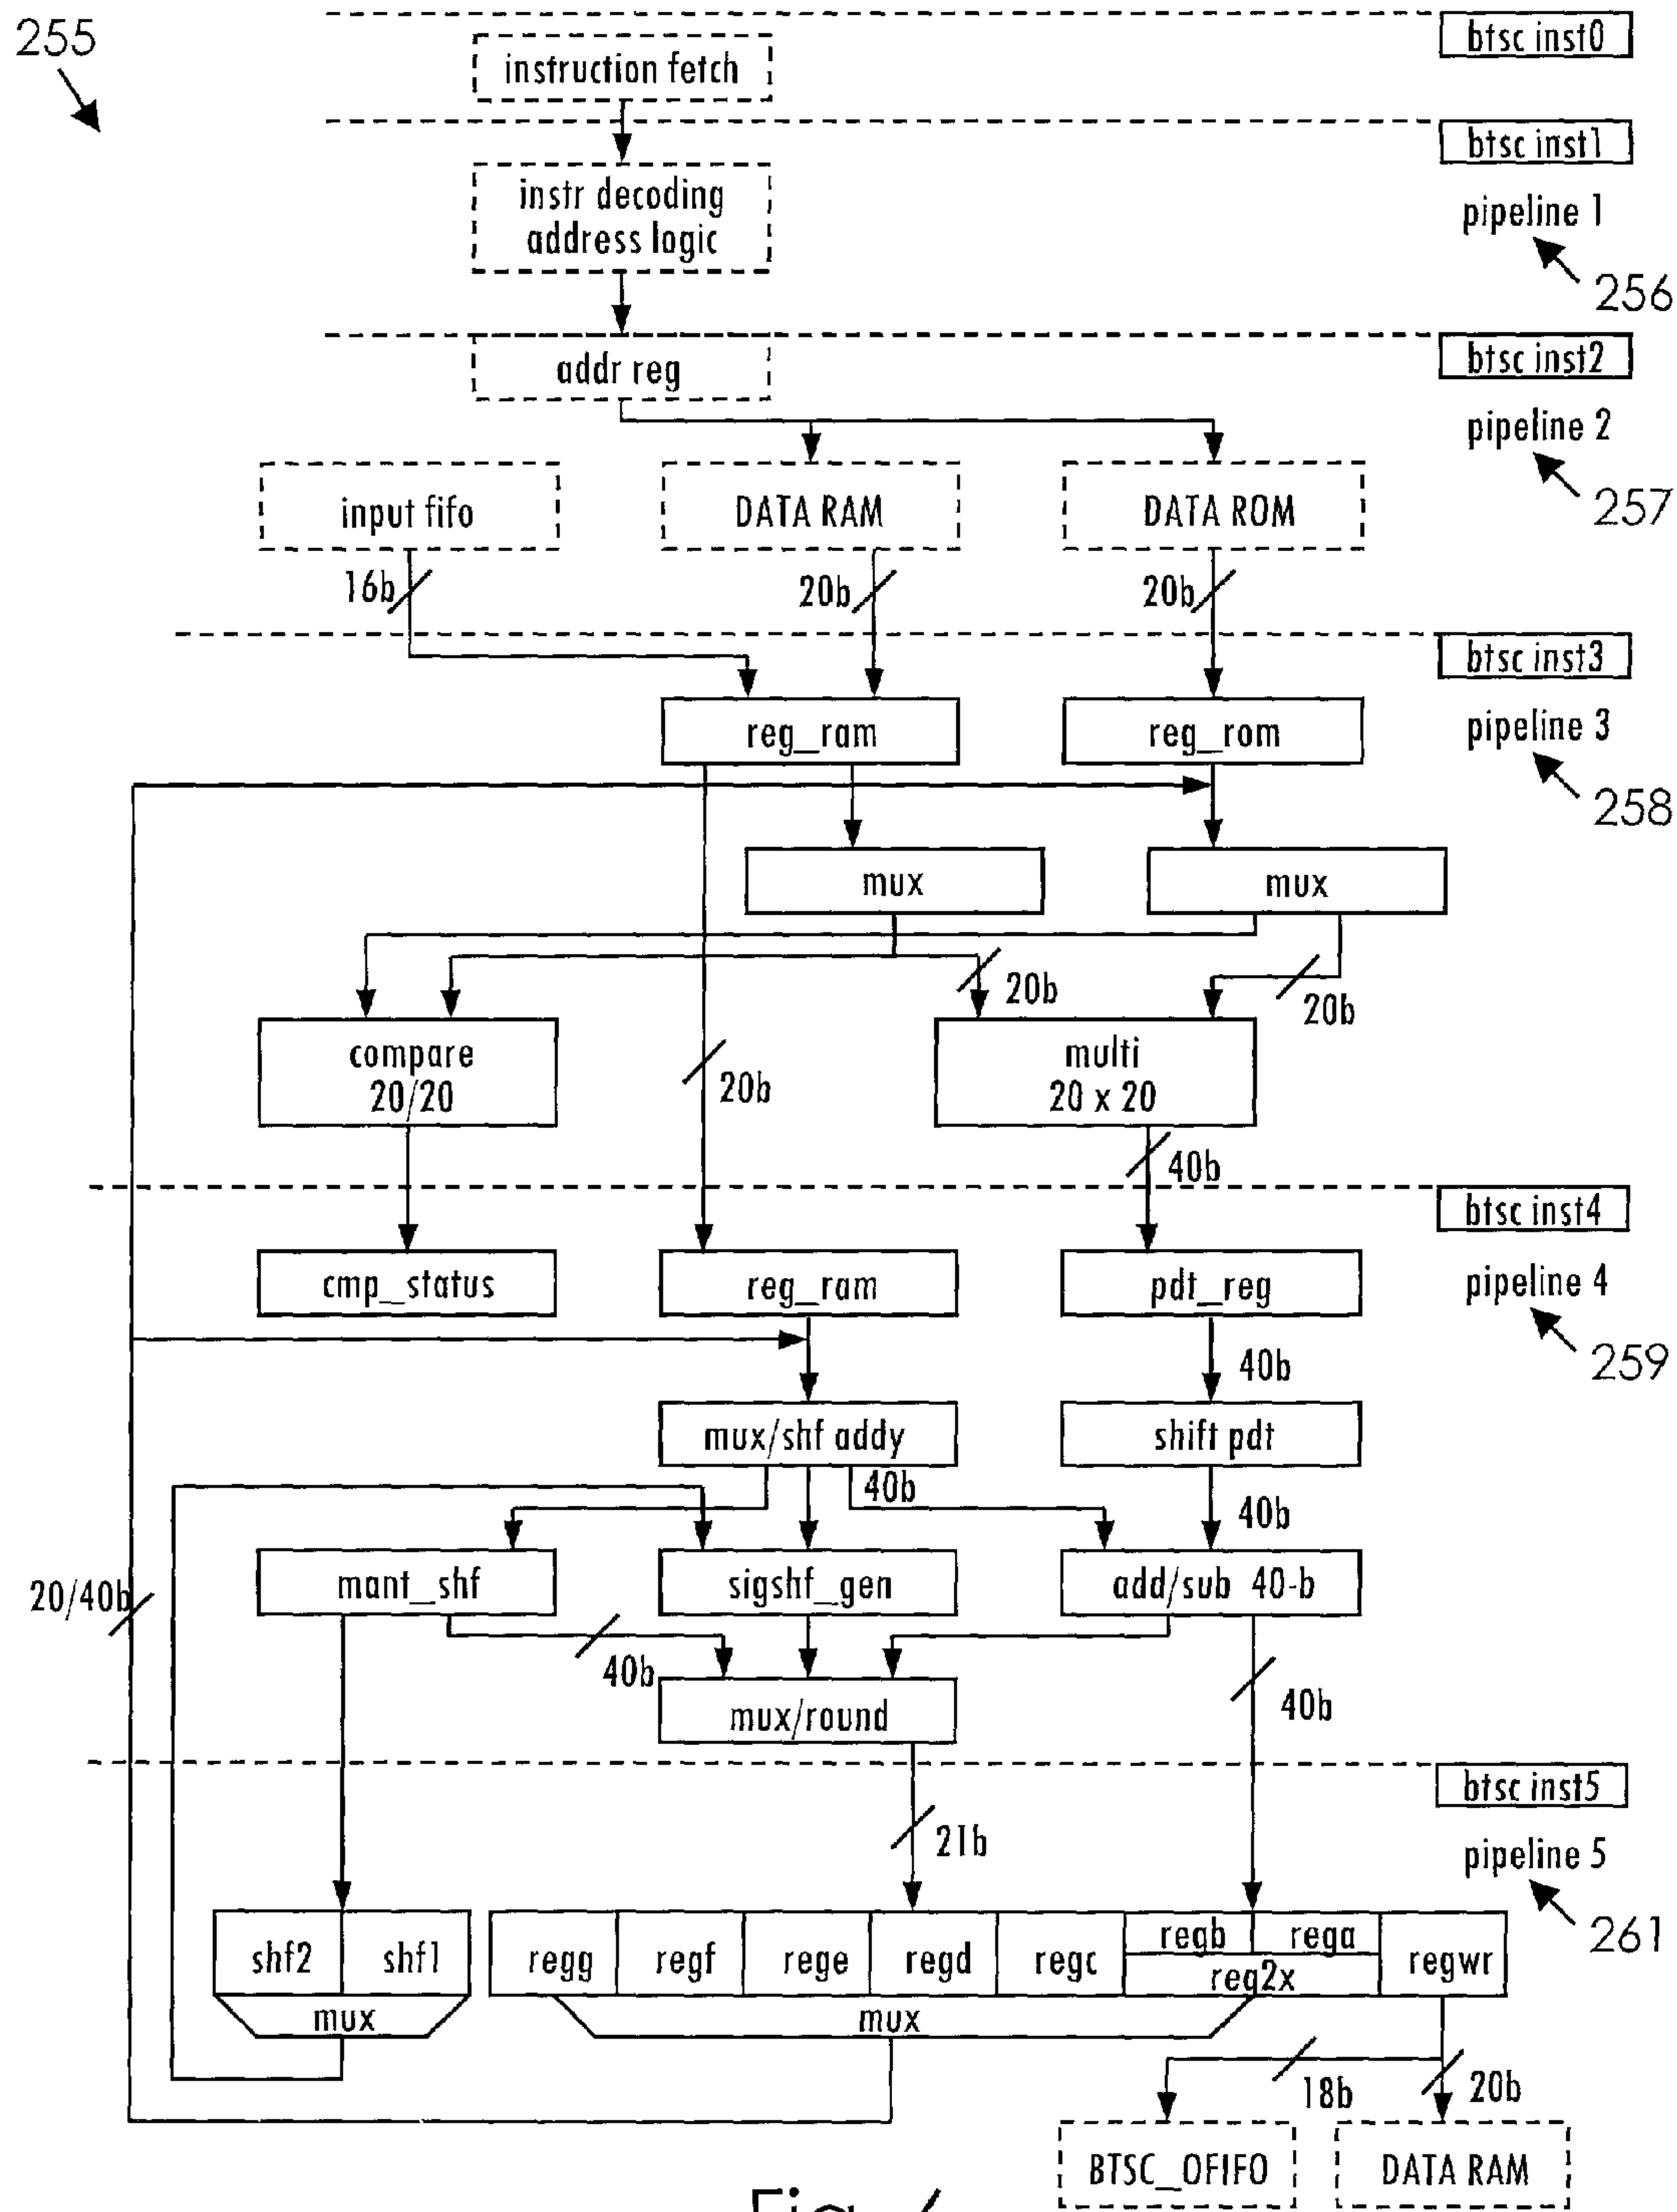 255
btsc inst0
instruction fetch
btsc inst1
instr decoding
address logic
pipeline 1
256
btsc inst2
addr reg
pipeline 2
257
input fifo
DATA RAM
DATA ROM
16b
20b
20b
btsc inst3
reg_ram
reg_rom
pipeline 3
258
mux
mux
20b
20b
compare
20/20
20b
multi
20 x 20
40b
btsc inst4
cmp_status
reg_ram
pdt_reg
pipeline 4
259
40b
mux/shf addy
shift pdt
40b
40b
20/40b
mant_shf
sigshf_gen
add/sub 40-b
40b
mux/round
40b
btsc inst5
21b
pipeline 5
261
shf2
shf1
regg
regf
rege
regd
regc
regb
rega
reg2x
regwr
mux
mux
18b
20b
BTSC_OFIFO
DATA RAM